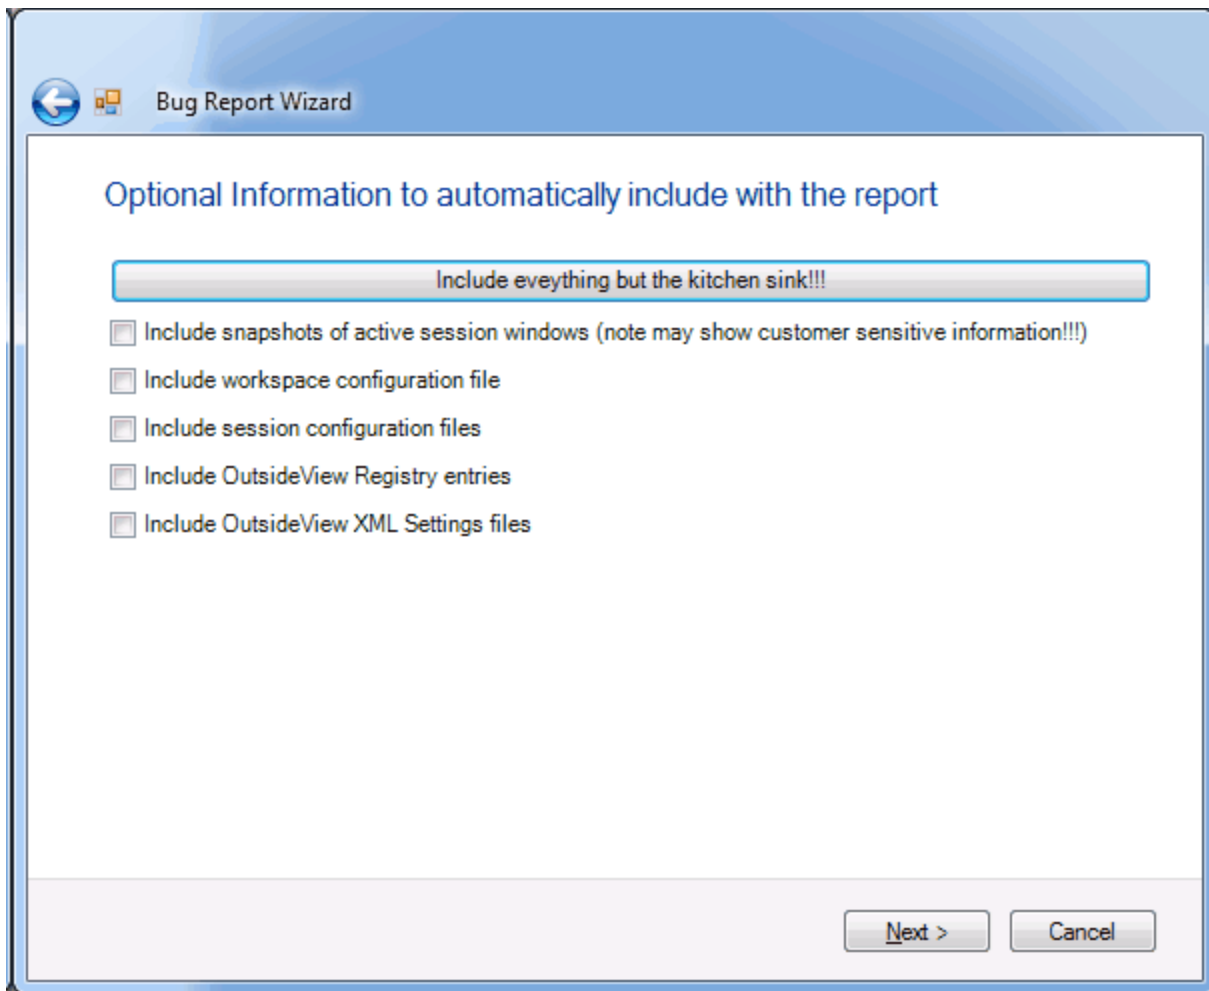 Bug Report Wizard
Optional Information to automatically include with the report
Include eveything but the kitchen sink!!!
Include snapshots of active session windows (note may show customer sensitive information!!!)
Include workspace configuration file
Include session configuration files
Include OutsideView Registry entries
Include OutsideView XML Settings files
Next >
Cancel